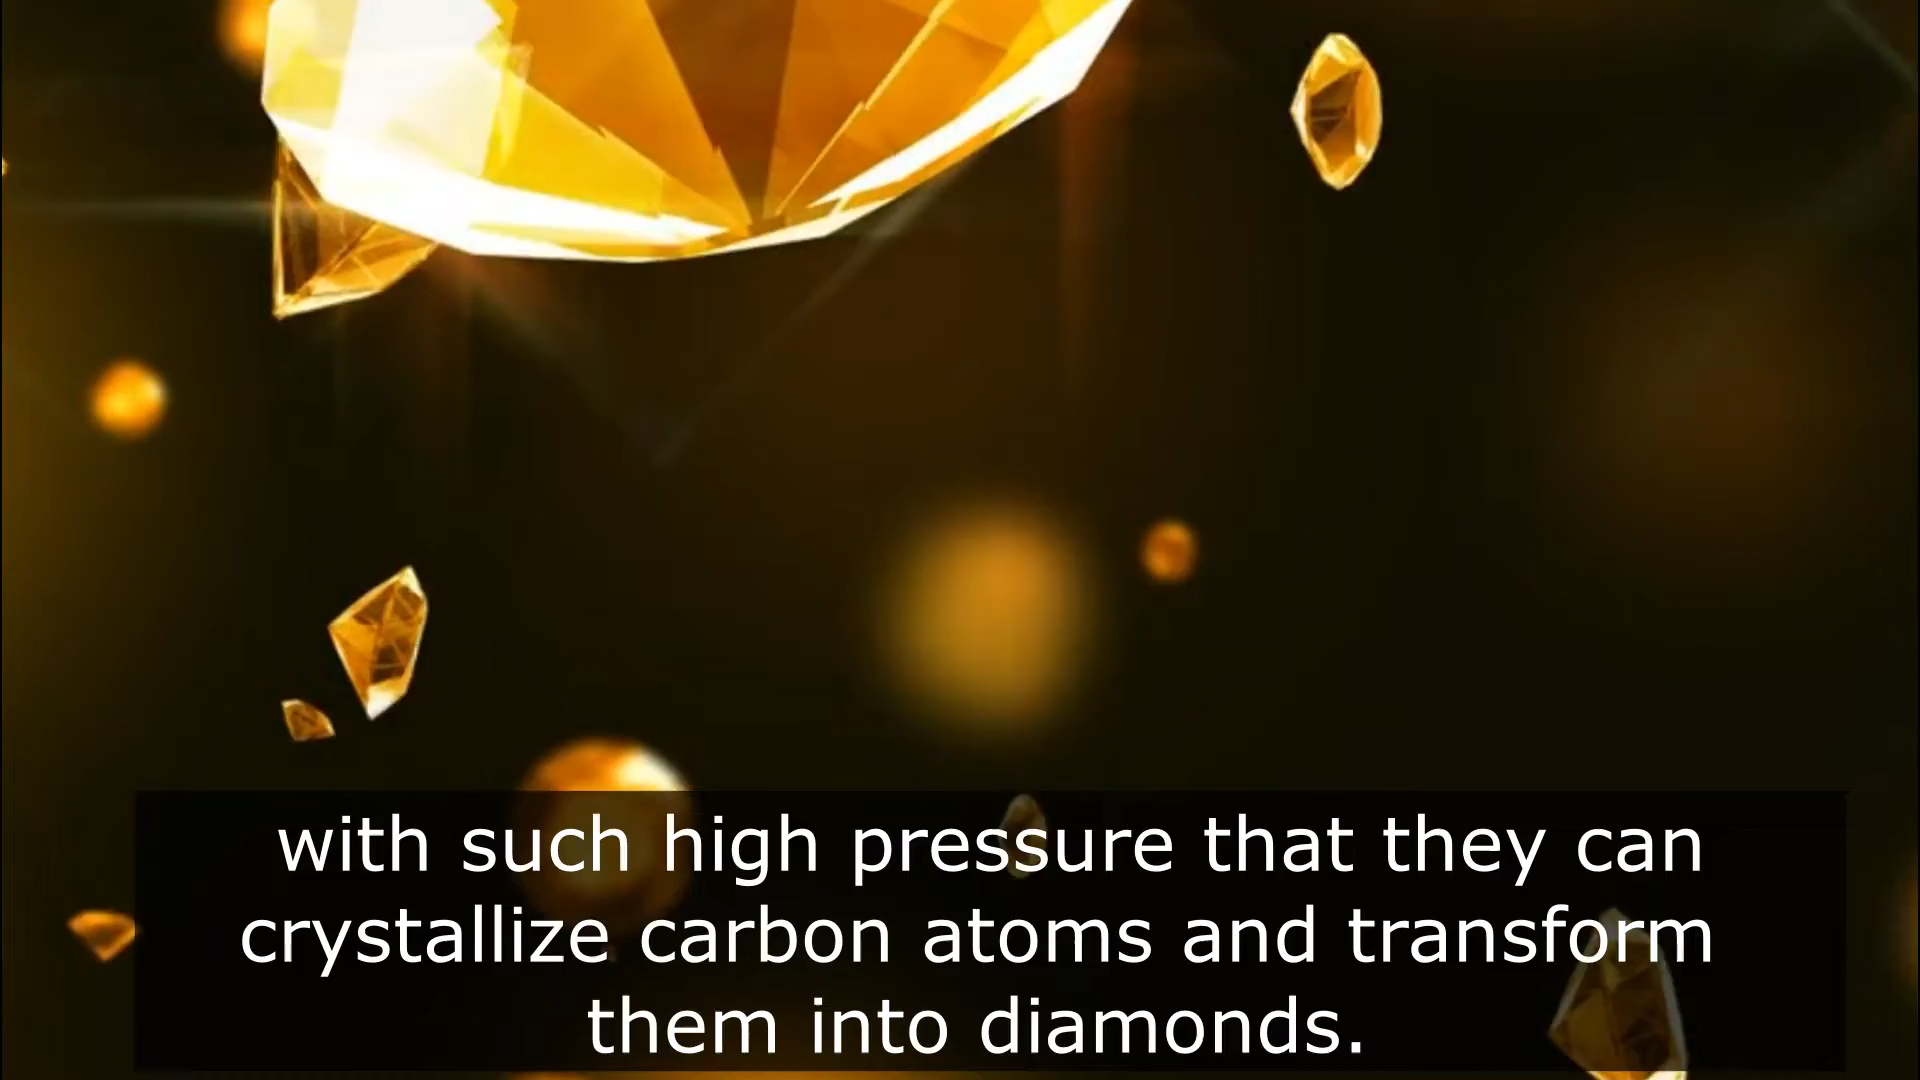 with such high pressure that they can
crystallize carbon atoms and transform
them into diamonds.